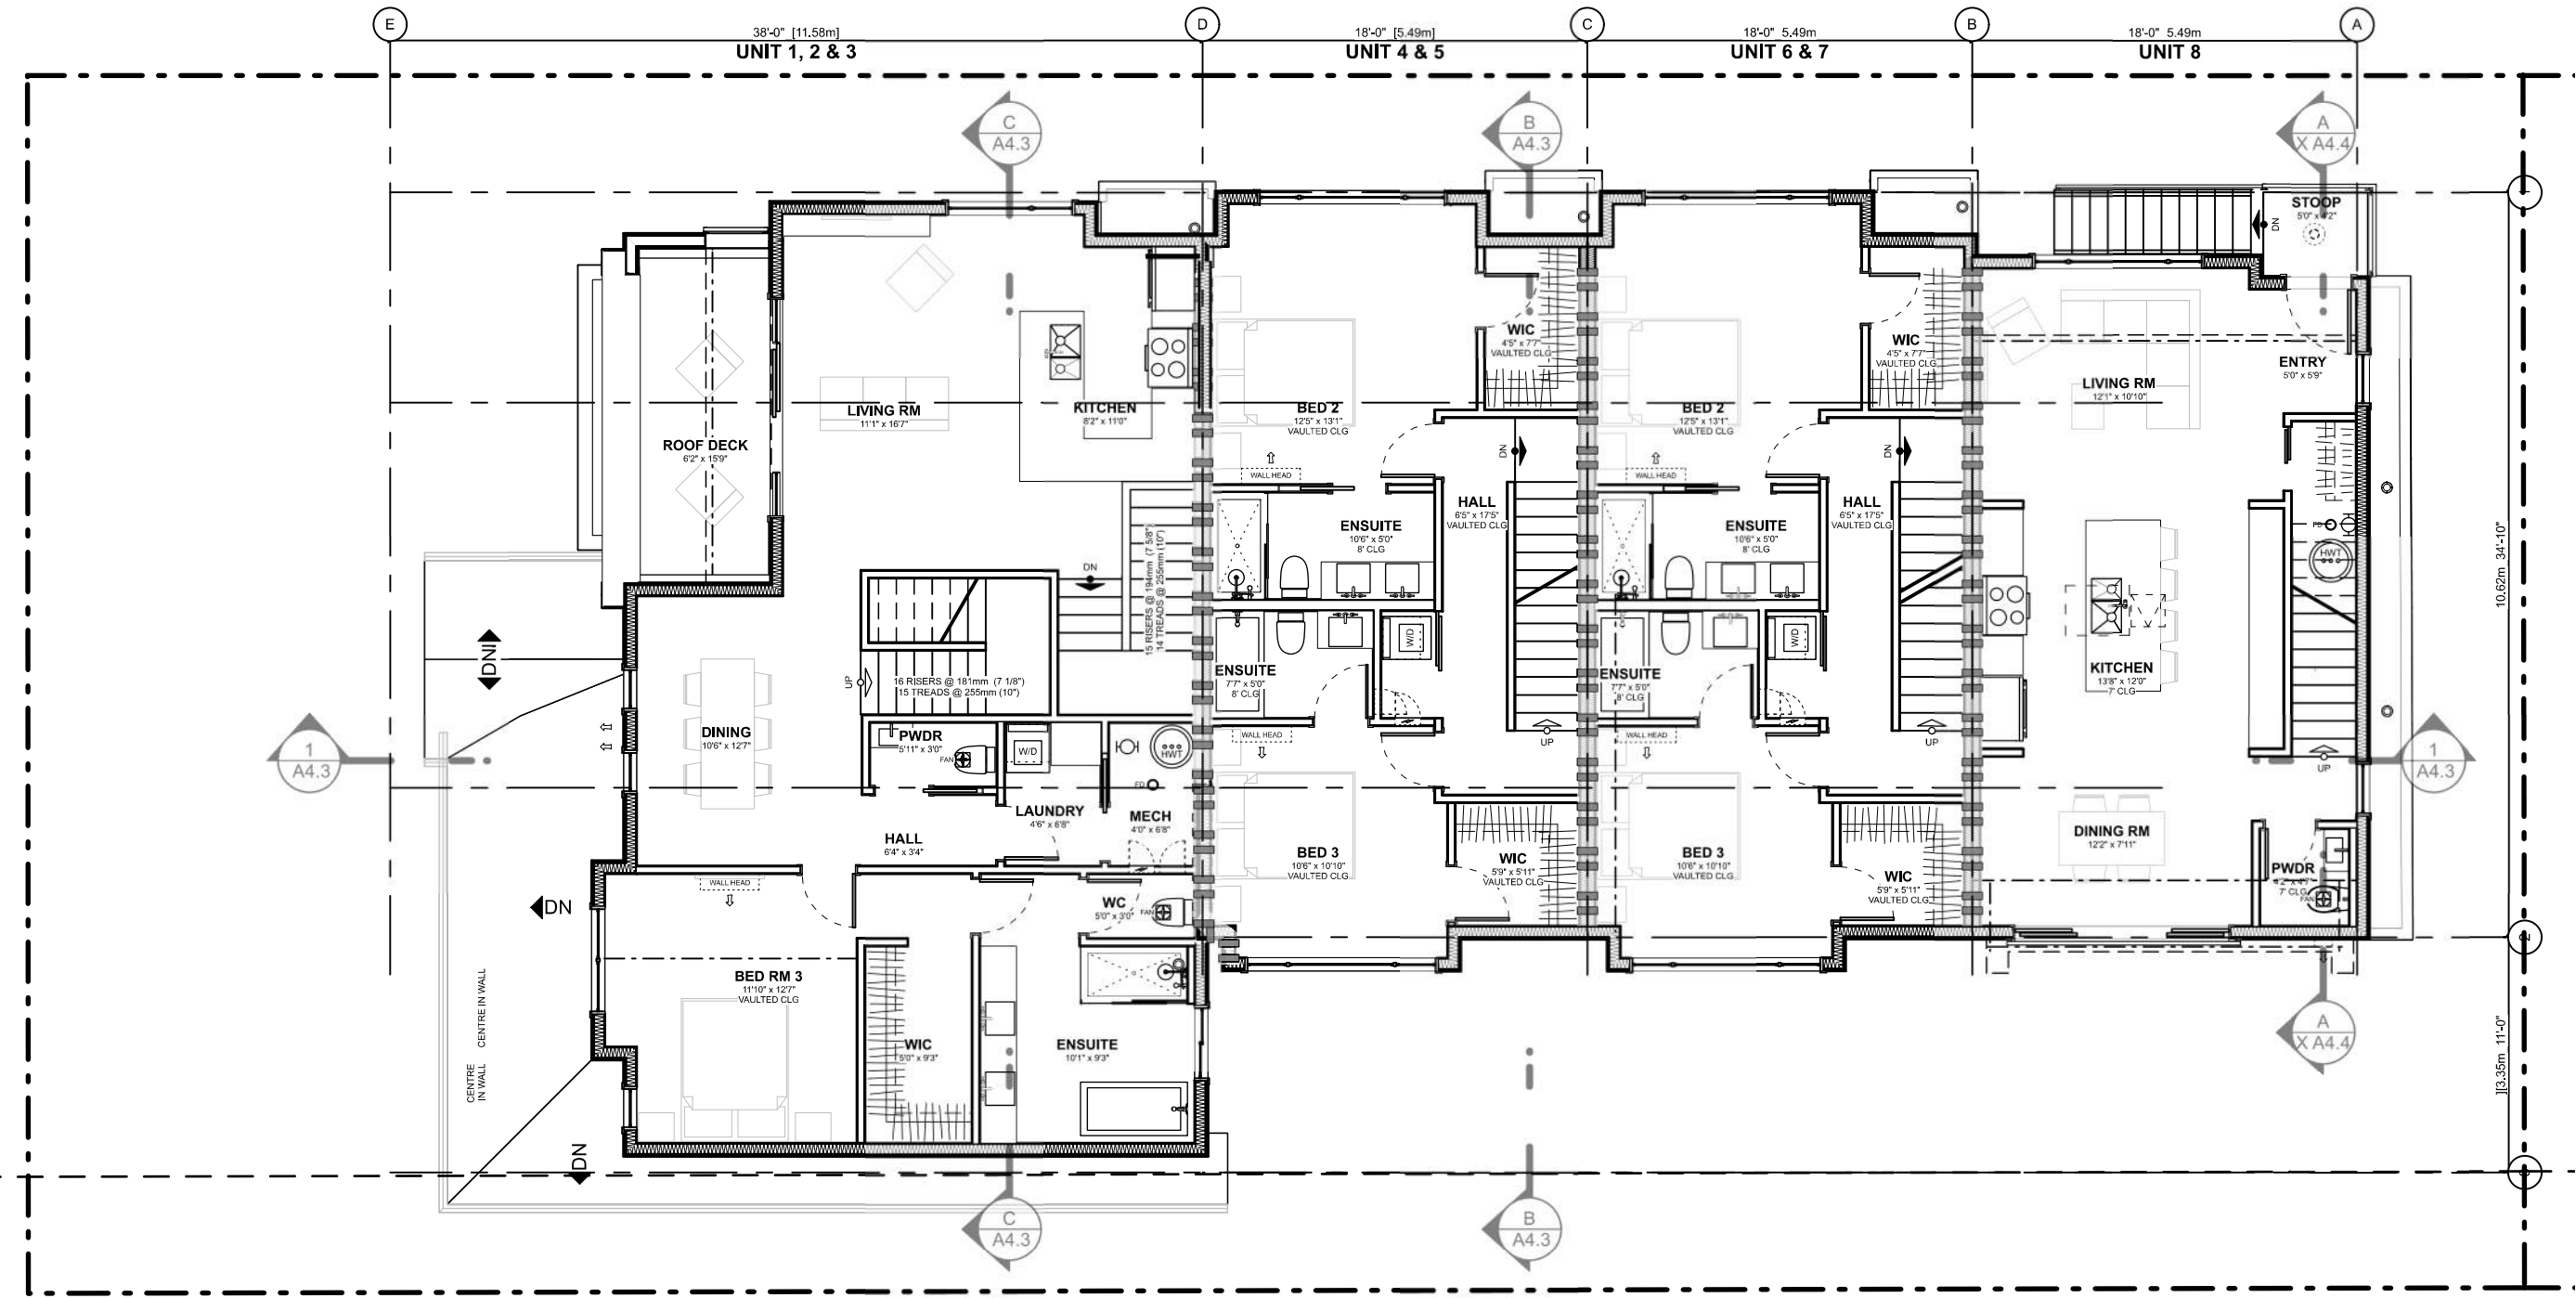 E
D
C
B
A
38'-0" [11.58m]
UNIT 1, 2 & 3
18'-0" [5.49m]
UNIT 4 & 5
18'-0" 5.49m
UNIT 6 & 7
18'-0" 5.49m
UNIT 8
C
A4.3
B
A4.3
A
X A4.4
STOOP
DN
ROOF DECK
6'2" x 15'9"
LIVING RM
11'1" x 16'7"
KITCHEN
8'2" x 11'0"
BED 2
12'5" x 13'1"
VAULTED CLG
WIC
4'5" x 7'7"
VAULTED CLG
BED 2
12'5" x 13'1"
VAULTED CLG
WIC
4'5" x 7'7"
VAULTED CLG
LIVING RM
12'1" x 10'10"
ENTRY
5'0" x 5'9"
WALL HEAD
DN
WALL HEAD
DN
HALL
6'5" x 17'5"
VAULTED CLG
HALL
6'5" x 17'5"
VAULTED CLG
ENSUITE
10'6" x 5'0"
8' CLG
ENSUITE
10'6" x 5'0"
8' CLG
FD
HWT
10.62m 34'-10"
DN
15 RISERS @ 194mm (7 5/8")
14 TREADS @ 255mm (10")
UP
16 RISERS @ 181mm (7 1/8")
15 TREADS @ 255mm (10")
DN
ENSUITE
7'7" x 5'0"
8' CLG
W/D
ENSUITE
7'7" x 5'0"
8' CLG
W/D
KITCHEN
13'8" x 12'0"
7' CLG
DINING
10'6" x 12'7"
PWDR
5'11" x 3'0"
FAN
W/D
HWT
FD
WALL HEAD
UP
WALL HEAD
UP
UP
1
A4.3
1
A4.3
HALL
6'4" x 3'4"
LAUNDRY
4'6" x 6'8"
MECH
4'0" x 6'8"
BED 3
10'6" x 10'10"
VAULTED CLG
WIC
5'9" x 5'11"
VAULTED CLG
BED 3
10'6" x 10'10"
VAULTED CLG
WIC
5'9" x 5'11"
VAULTED CLG
DINING RM
12'2" x 7'11"
PWDR
7' CLG
FAN
DN
WALL HEAD
WC
5'0" x 3'0"
FAN
BED RM 3
11'10" x 12'7"
VAULTED CLG
WIC
5'0" x 9'3"
ENSUITE
10'1" x 9'3"
CENTRE IN WALL
CENTRE
IN WALL
DN
3.35m 11'-0"
A
X A4.4
C
A4.3
B
A4.3